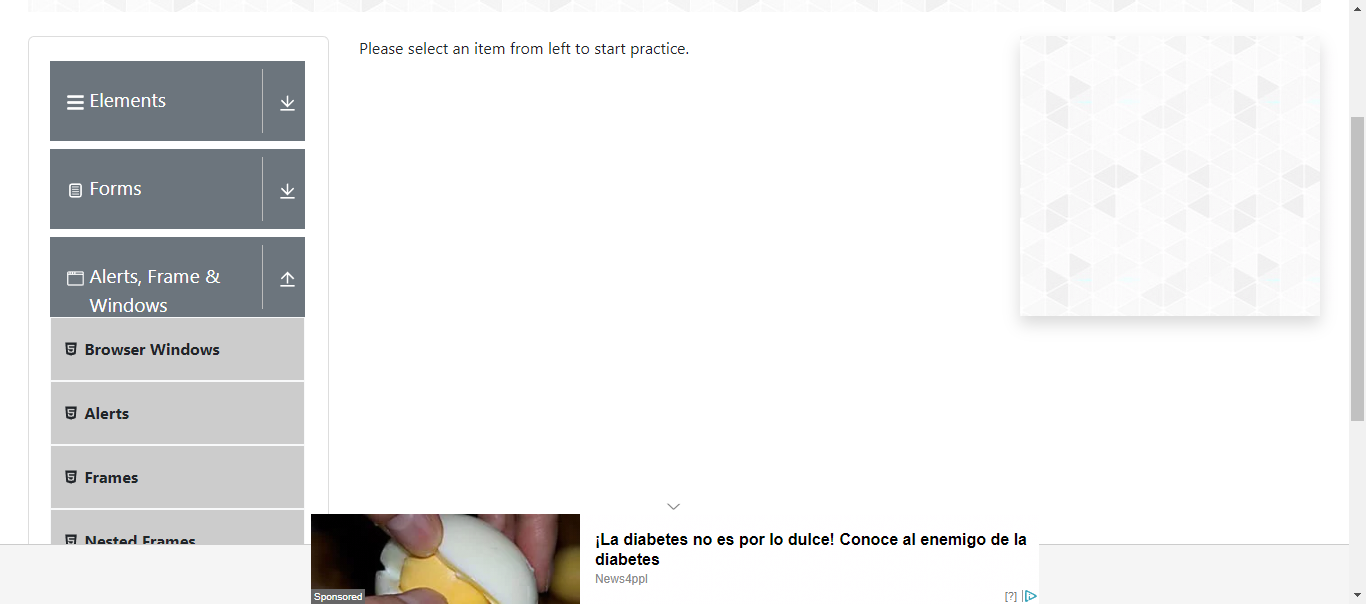 Please select an item from left to start practice.
Elements
Forms
Alerts, Frame &
Windows
Browser Windows
Alerts
Frames
Nested Frames
¡La diabetes no es por lo dulce! Conoce al enemigo de la
diabetes
News4ppl
Sponsored
[?]